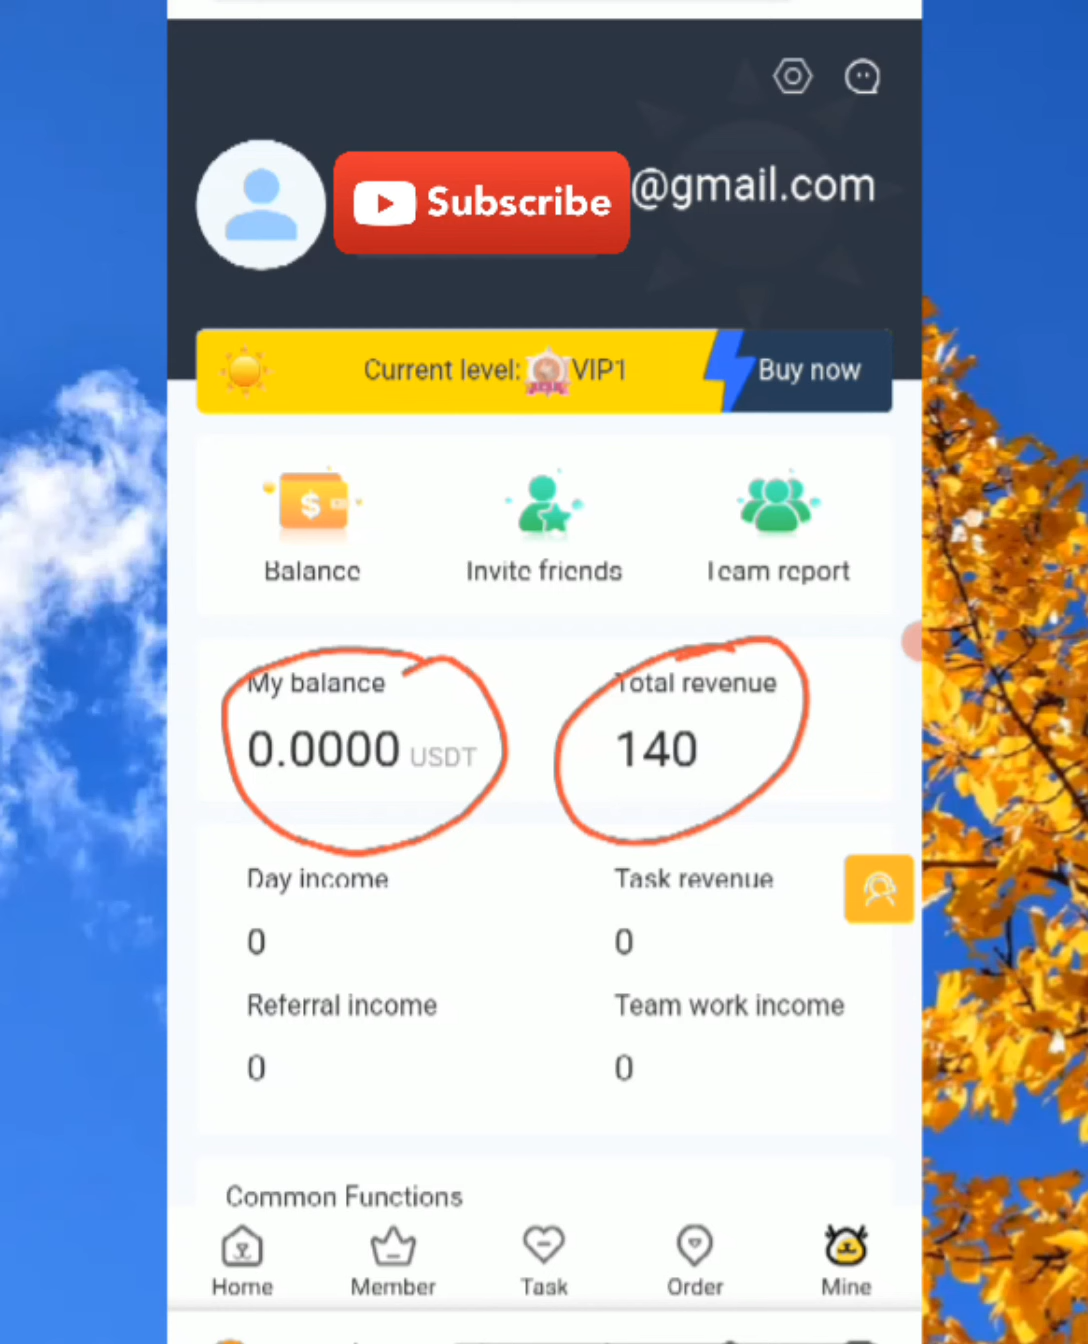 Subscribe @gmail.com
Current level: VIP1 Buy now
Balance Invite friends Team report
My balance Total revenue
0.0000 USDT 140
Day income Task revenue
0 0
Referral income Team work income
0 0
Common Functions
Home Member Task Order Mine